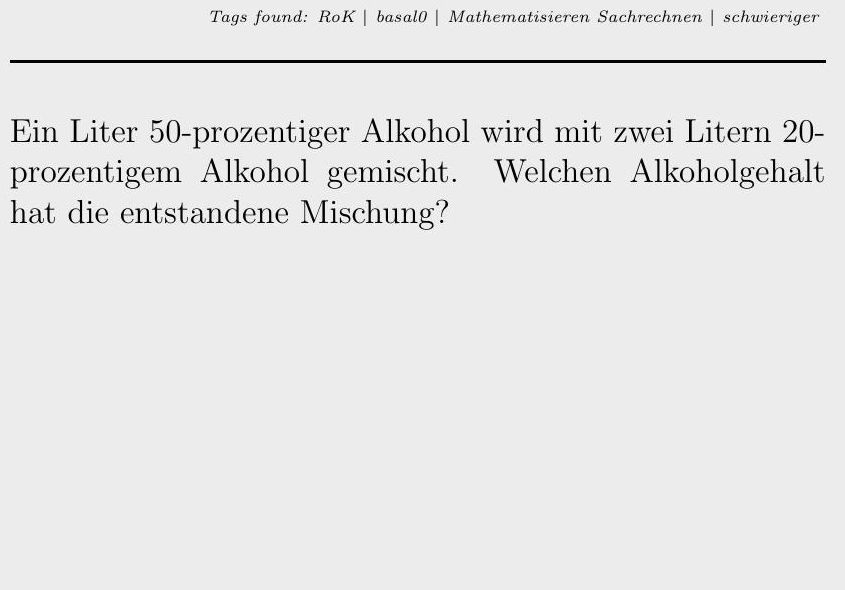 Tags found: RoK | basal0 | Mathematisieren Sachrechnen | schwieriger
Ein Liter 50-prozentiger Alkohol wird mit zwei Litern 20-
prozentigem Alkohol gemischt. Welchen Alkoholgehalt
hat die entstandene Mischung?